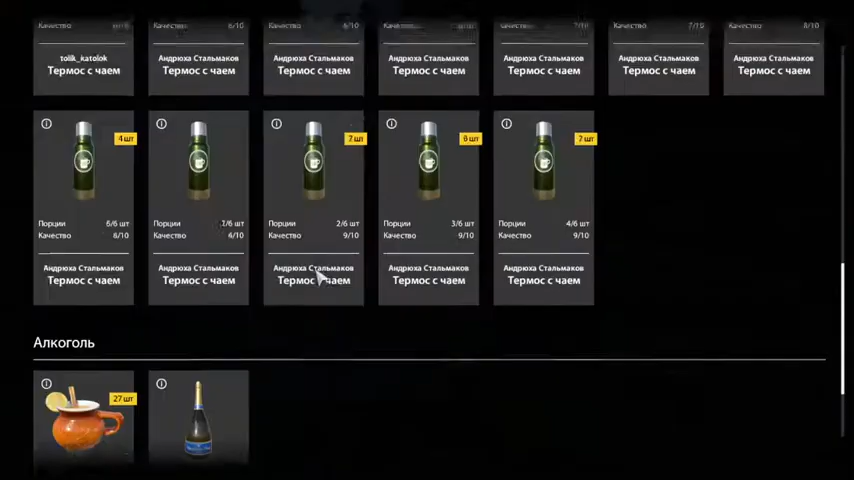 Качество 6/10 Качество 6/10 Качество 7/10 Качество 7/10 Качество 8/10
tolik_katolok Андрюха Стальмаков Андрюха Стальмаков Андрюха Стальмаков Андрюха Стальмаков Андрюха Стальмаков Андрюха Стальмаков
Термос с чаем Термос с чаем Термос с чаем Термос с чаем Термос с чаем Термос с чаем Термос с чаем
4 шт 7 шт
Порции 6/6 шт Порции 1/6 шт Порции 2/6 шт Порции 3/6 шт Порции 4/6 шт
Качество 8/10 Качество 4/10 Качество 9/10 Качество 9/10 Качество 9/10
Андрюха Стальмаков Андрюха Стальмаков Андрюха Стальмаков Андрюха Стальмаков Андрюха Стальмаков
Термос с чаем Термос с чаем Термос с чаем Термос с чаем Термос с чаем
Алкоголь
27 шт